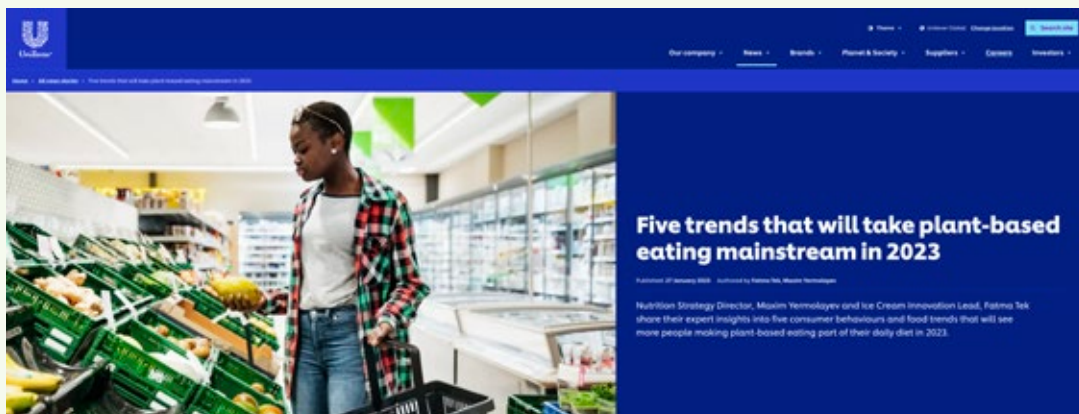 Theme
Unilever Global Change location
Search site
Unilever
Our company
News
Brands
Planet & Society
Suppliers
Careers
Investors
Home > All news stories > Five trends that will take plant-based eating mainstream in 2023
Five trends that will take plant-based
eating mainstream in 2023
Published: 27 January 2023 Authored by Fatma Tek, Maxim Yermolayev
Nutrition Strategy Director, Maxim Yermolayev and Ice Cream Innovation Lead, Fatma Tek
share their expert insights into five consumer behaviours and food trends that will see
more people making plant-based eating part of their daily diet in 2023.